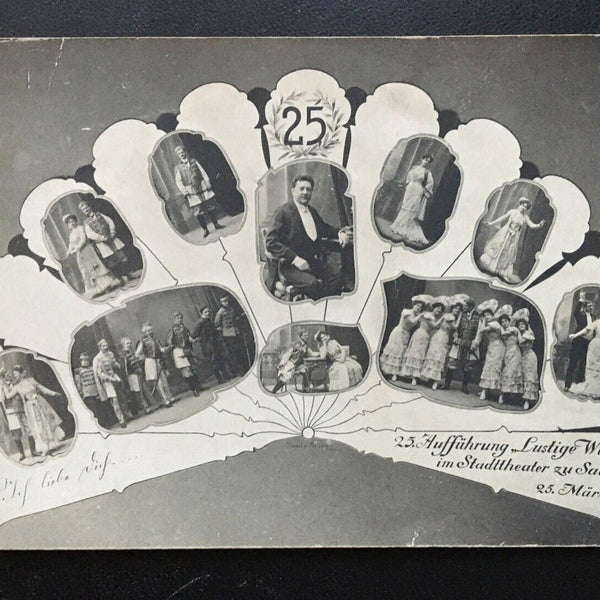 25
25. Aufführung „Lustige W
im Stadttheater zu Sa
25. Mär
Ich liebe Dich....